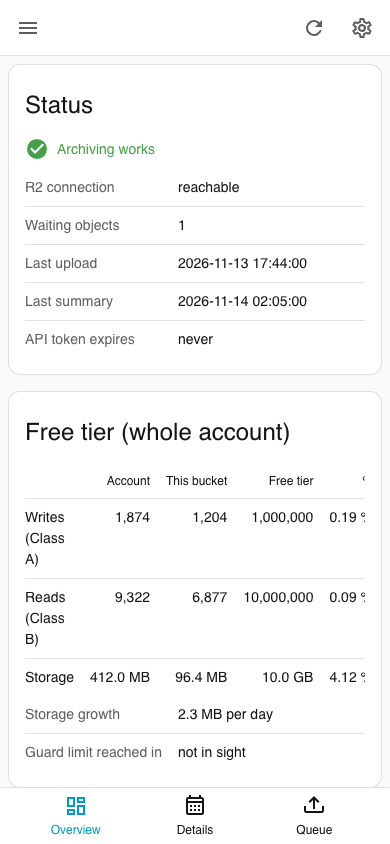 Status
Archiving works
R2 connection reachable
Waiting objects 1
Last upload 2026-11-13 17:44:00
Last summary 2026-11-14 02:05:00
API token expires never
Free tier (whole account)
Account This bucket Free tier
Writes (Class A) 1,874 1,204 1,000,000 0.19 %
Reads (Class B) 9,322 6,877 10,000,000 0.09 %
Storage 412.0 MB 96.4 MB 10.0 GB 4.12 %
Storage growth 2.3 MB per day
Guard limit reached in not in sight
Overview Details Queue